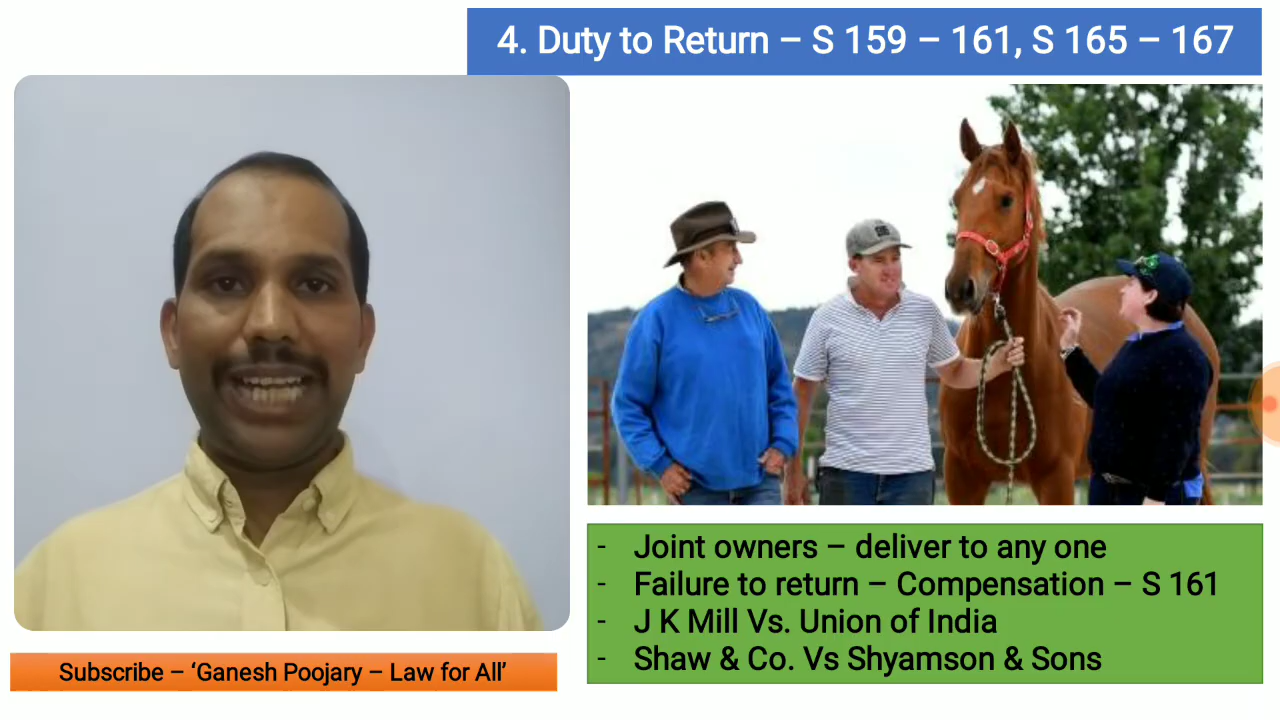 4. Duty to Return – S 159 – 161, S 165 – 167
- Joint owners – deliver to any one
- Failure to return – Compensation – S 161
- J K Mill Vs. Union of India
- Shaw & Co. Vs Shyamson & Sons
Subscribe – ‘Ganesh Poojary – Law for All’